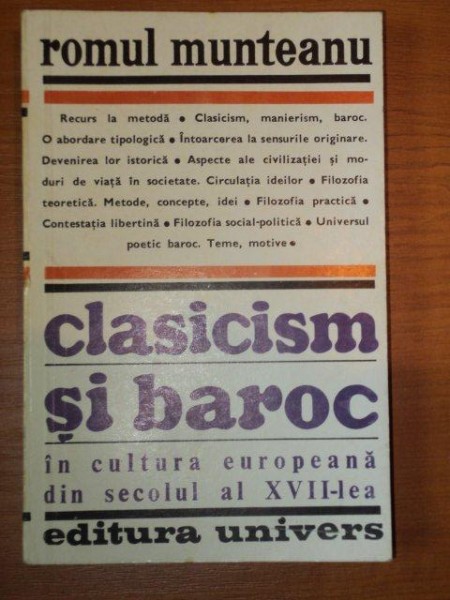 romul munteanu
Recurs la metodă • Clasicism, manierism, baroc.
O abordare tipologică • Întoarcerea la sensurile originare.
Devenirea lor istorică • Aspecte ale civilizației și mo-
duri de viață în societate. Circulația ideilor • Filozofia
teoretică. Metode, concepte, idei • Filozofia practică •
Contestația libertină • Filozofia social-politică • Universul
poetic baroc. Teme, motive •
clasicism
și baroc
în cultura europeană
din secolul al XVII-lea
editura univers